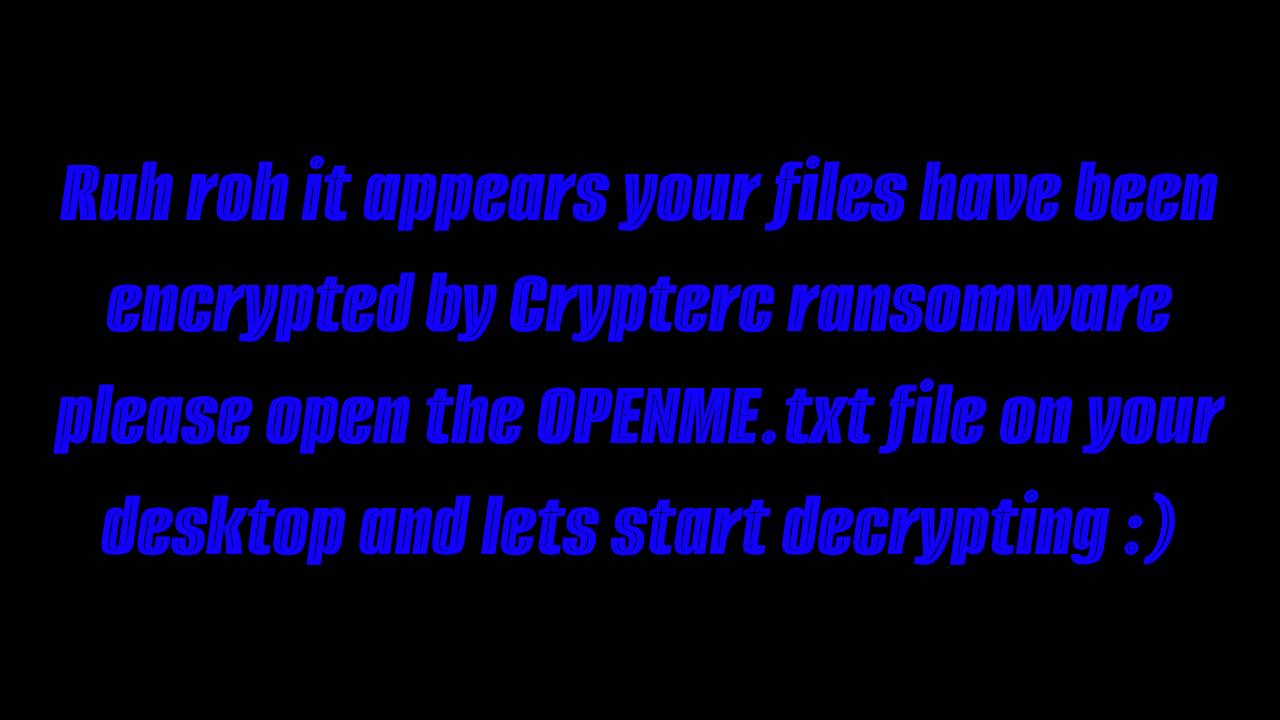 Ruh roh it appears your files have been
encrypted by Crypterc ransomware
please open the OPENME.txt file on your
desktop and lets start decrypting :)